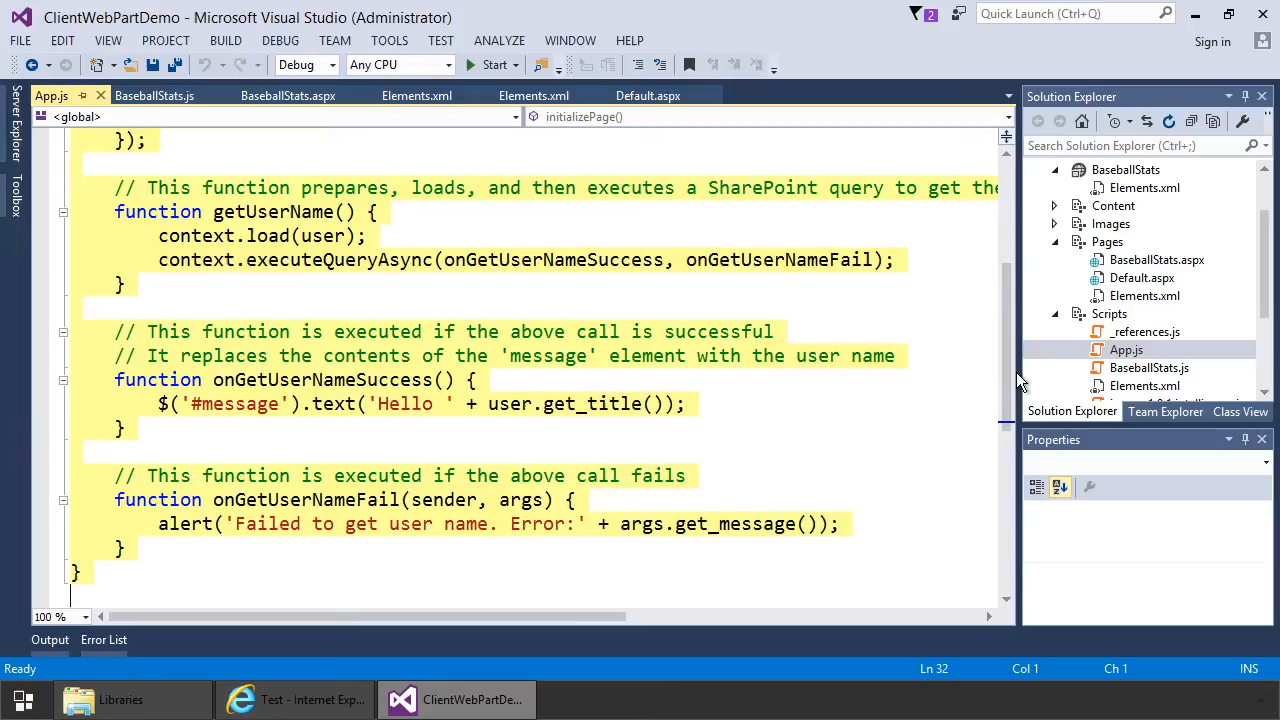 ClientWebPartDemo - Microsoft Visual Studio (Administrator)
2
Quick Launch (Ctrl+Q)
FILE EDIT VIEW PROJECT BUILD DEBUG TEAM TOOLS TEST ANALYZE WINDOW HELP
Sign in
Debug Any CPU Start
App.js BaseballStats.js BaseballStats.aspx Elements.xml Elements.xml Default.aspx
<global> initializePage()
Server Explorer
Toolbox
});
// This function prepares, loads, and then executes a SharePoint query to get the
function getUserName() {
context.load(user);
context.executeQueryAsync(onGetUserNameSuccess, onGetUserNameFail);
}
// This function is executed if the above call is successful
// It replaces the contents of the 'message' element with the user name
function onGetUserNameSuccess() {
$('#message').text('Hello ' + user.get_title());
}
// This function is executed if the above call fails
function onGetUserNameFail(sender, args) {
alert('Failed to get user name. Error:' + args.get_message());
}
}
100 %
Solution Explorer
Search Solution Explorer (Ctrl+;)
BaseballStats
Elements.xml
Content
Images
Pages
BaseballStats.aspx
Default.aspx
Elements.xml
Scripts
_references.js
App.js
BaseballStats.js
Elements.xml
Solution Explorer Team Explorer Class View
Properties
Output Error List
Ready Ln 32 Col 1 Ch 1 INS
Libraries Test - Internet Exp... ClientWebPartDe...